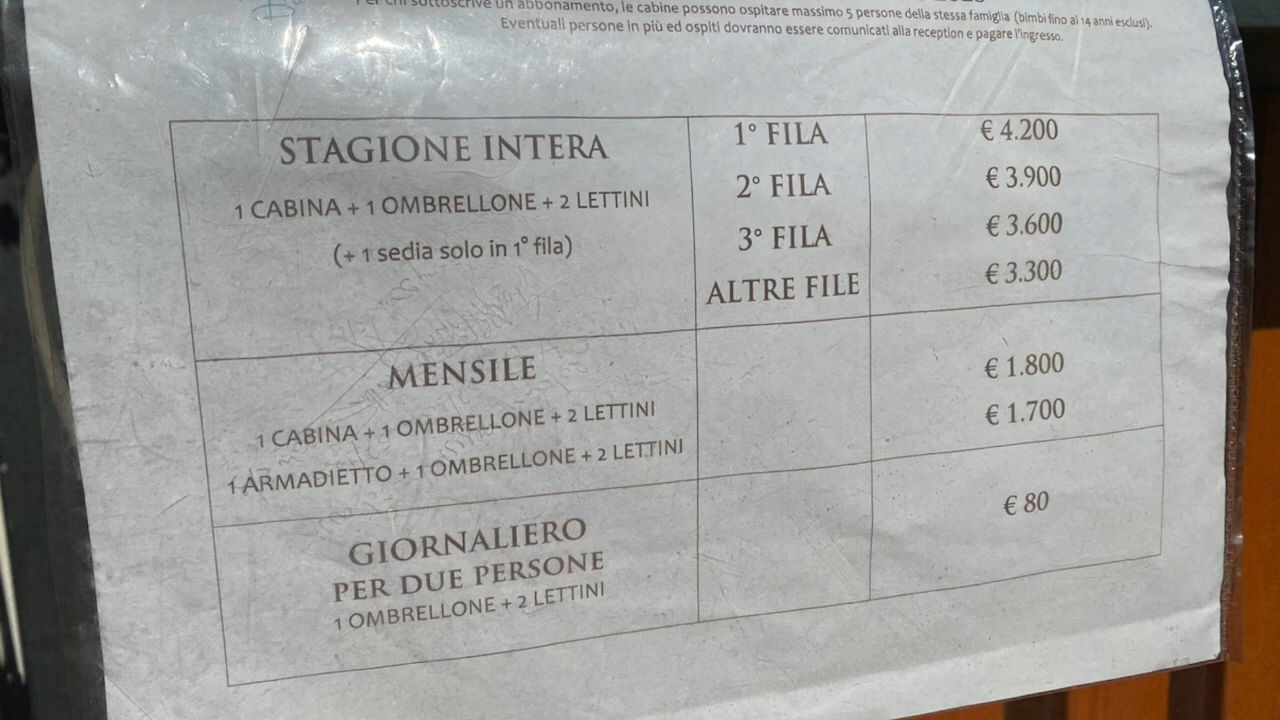 Per chi sottoscrive un abbonamento, le cabine possono ospitare massimo 5 persone della stessa famiglia (bimbi fino ai 14 anni esclusi).
Eventuali persone in più ed ospiti dovranno essere comunicati alla reception e pagare l'ingresso.
STAGIONE INTERA
1 CABINA + 1 OMBRELLONE + 2 LETTINI
(+ 1 sedia solo in 1° fila)
1° FILA € 4.200
2° FILA € 3.900
3° FILA € 3.600
ALTRE FILE € 3.300
MENSILE
1 CABINA + 1 OMBRELLONE + 2 LETTINI € 1.800
1 ARMADIETTO + 1 OMBRELLONE + 2 LETTINI € 1.700
GIORNALIERO
PER DUE PERSONE
1 OMBRELLONE + 2 LETTINI
€ 80